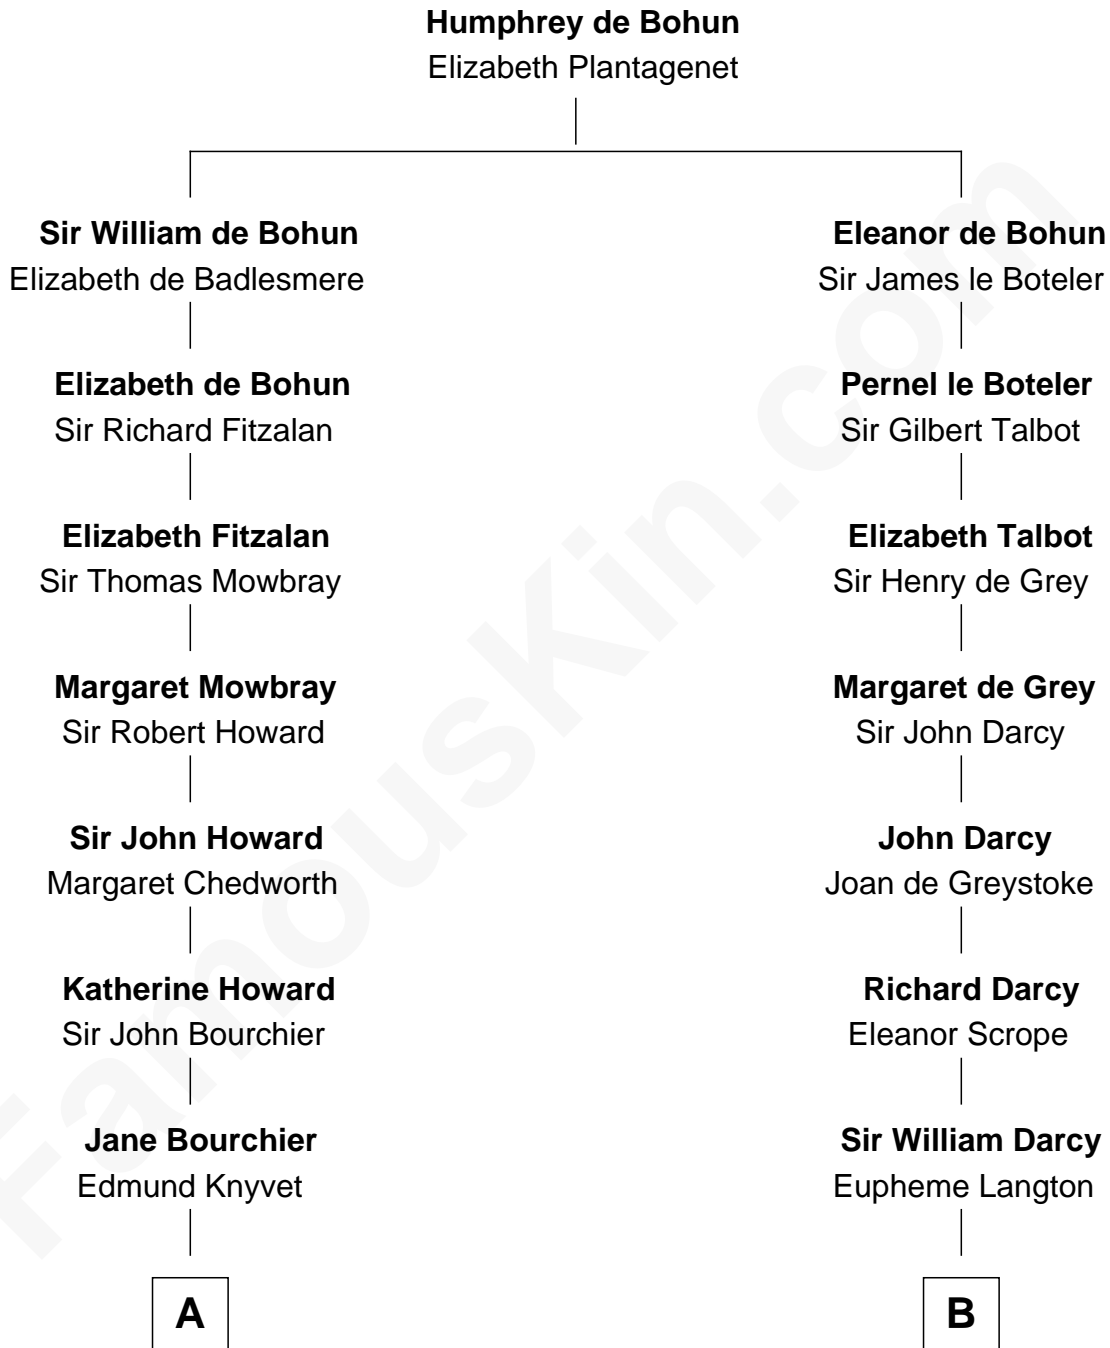 Humphrey de Bohun
Elizabeth Plantagenet
Sir William de Bohun
Elizabeth de Badlesmere
Eleanor de Bohun
Sir James le Boteler
Elizabeth de Bohun
Sir Richard Fitzalan
Pernel le Boteler
Sir Gilbert Talbot
Elizabeth Fitzalan
Sir Thomas Mowbray
Elizabeth Talbot
Sir Henry de Grey
Margaret Mowbray
Sir Robert Howard
Margaret de Grey
Sir John Darcy
Sir John Howard
Margaret Chedworth
John Darcy
Joan de Greystoke
Katherine Howard
Sir John Bourchier
Richard Darcy
Eleanor Scrope
Jane Bourchier
Edmund Knyvet
Sir William Darcy
Eupheme Langton
A
B
FamousKin.com